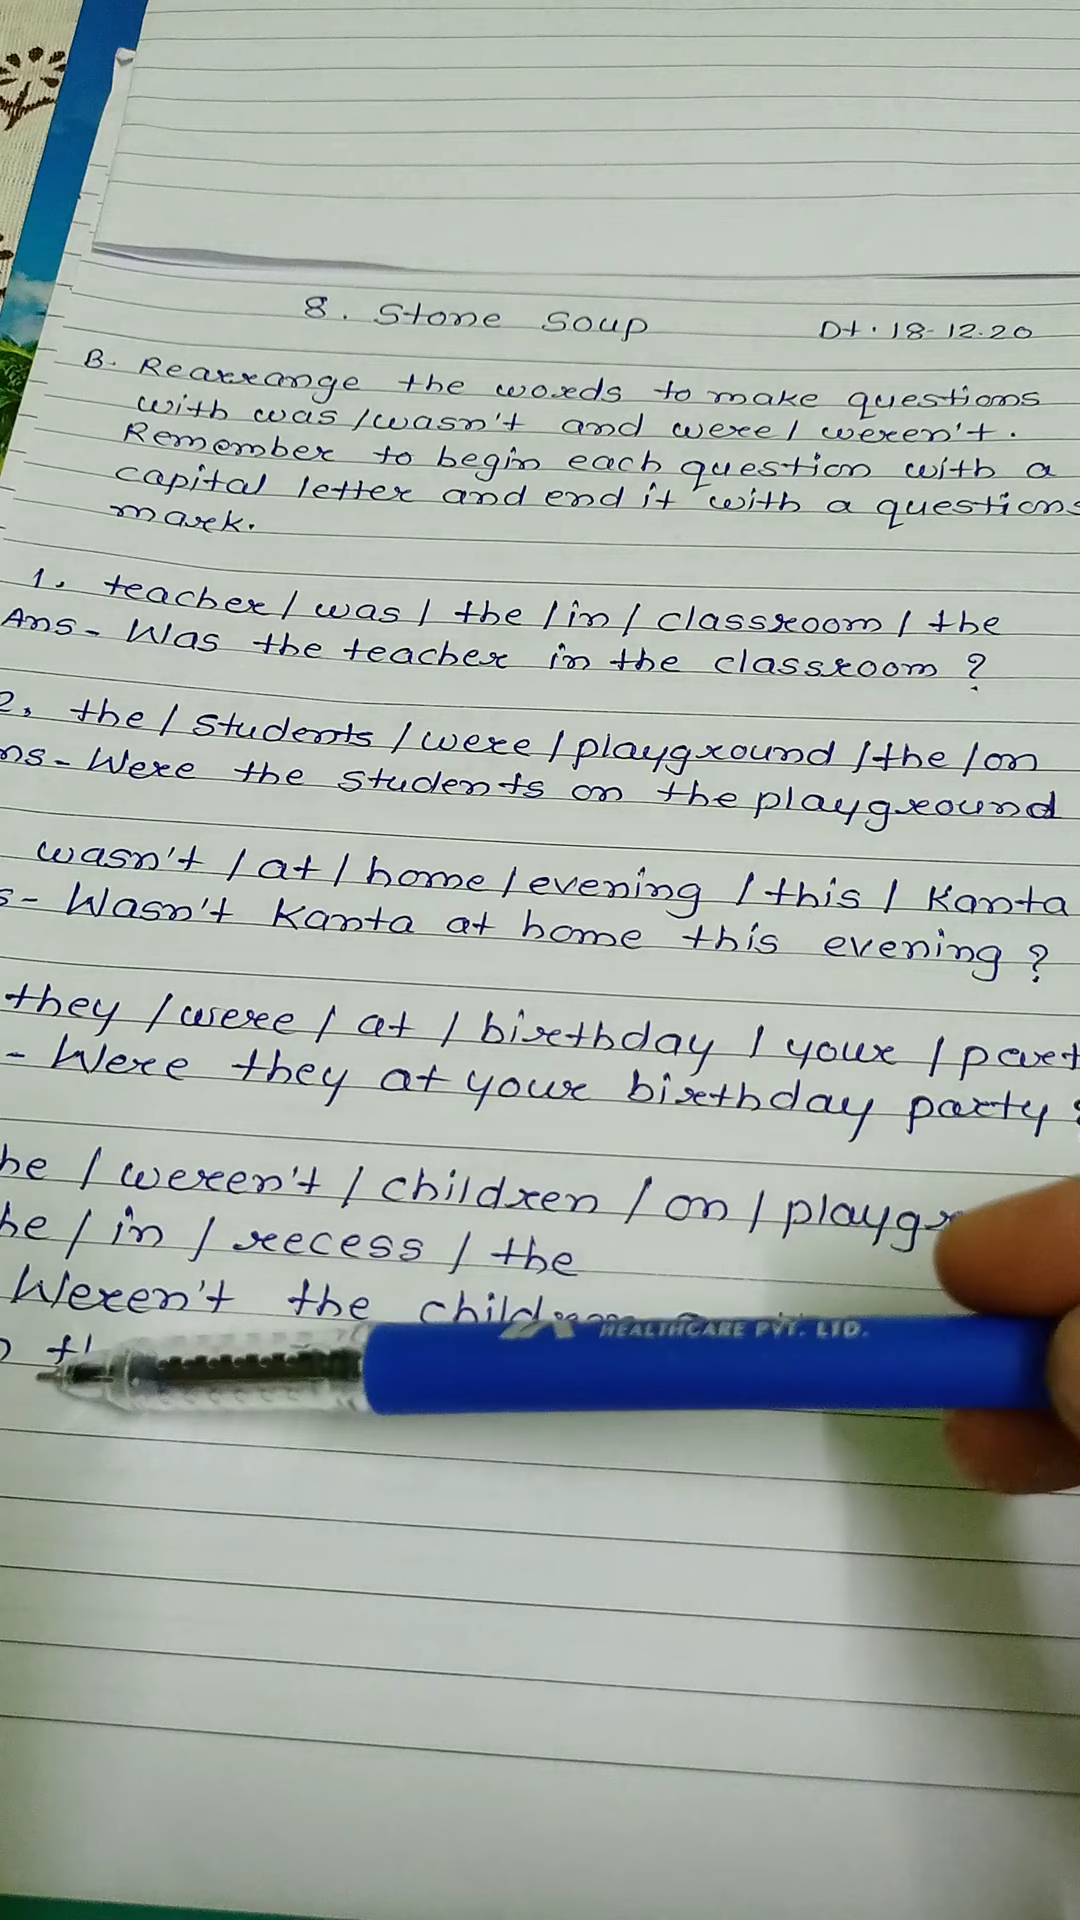 8. Stone Soup Dt. 18-12.20
B. Rearrange the words to make questions
with was / wasn't and were / weren't.
Remember to begin each question with a
capital letter and end it with a questions
mark.
1. teacher / was / the / in / classroom / the
Ans - Was the teacher in the classroom ?
2. the / students / were / playground / the / on
ns - Were the students on the playground
wasn't / at / home / evening / this / Kanta
s - Wasn't Kanta at home this evening ?
they / were / at / birthday / your / part
- Were they at your birthday party
he / weren't / children / on / playgr
he / in / recess / the
Weren't the child
HEALTHCARE PVT. LTD.